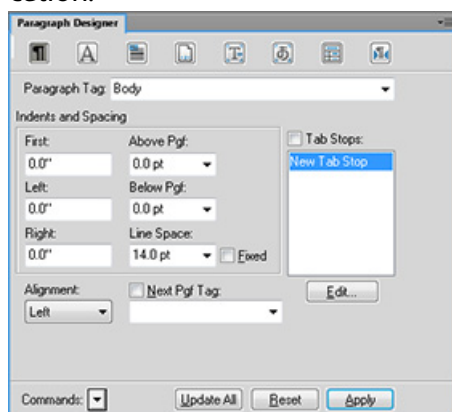 cation.
Paragraph Designer
Paragraph Tag: Body
Indents and Spacing
First: Above Pgf: Tab Stops:
0.0" 0.0 pt New Tab Stop
Left: Below Pgf:
0.0" 0.0 pt
Right: Line Space:
0.0" 14.0 pt Fixed
Alignment: Next Pgf Tag: Edit...
Left
Commands: Update All Reset Apply